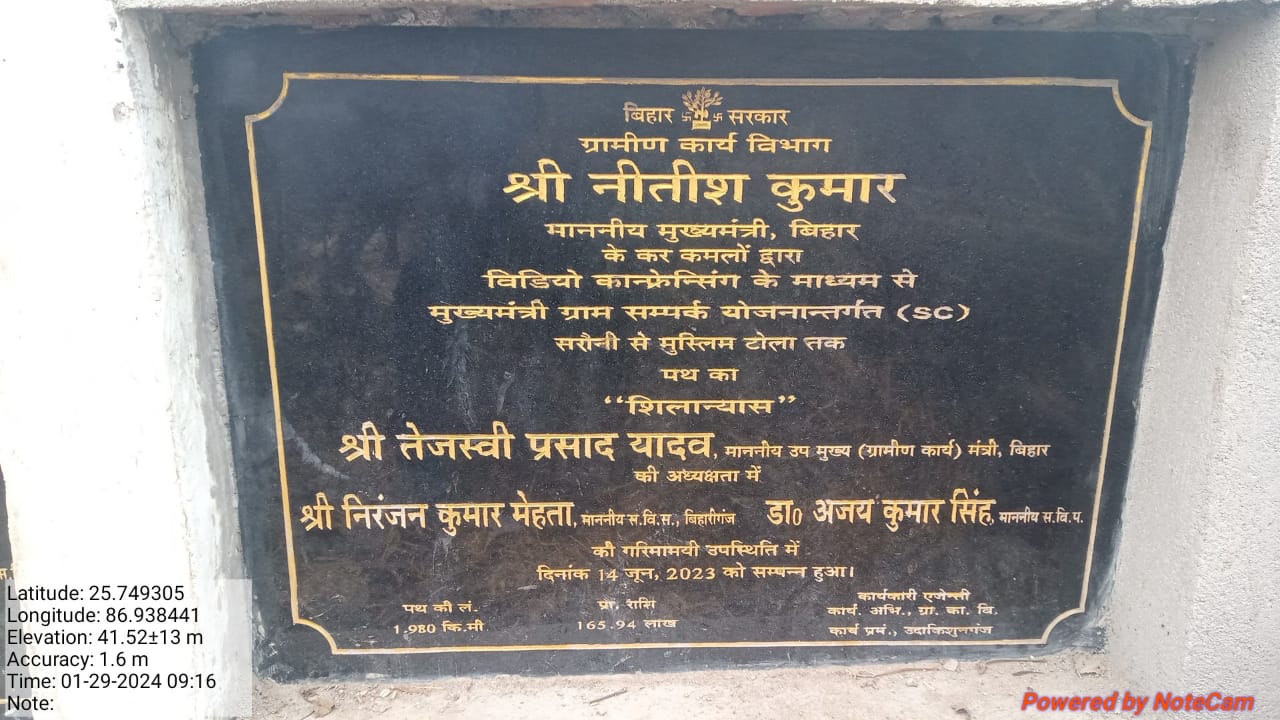 बिहार सरकार
ग्रामीण कार्य विभाग
श्री नीतीश कुमार
माननीय मुख्यमंत्री, बिहार
के कर कमलों द्वारा
विडियो कान्फ्रेन्सिंग के माध्यम से
मुख्यमंत्री ग्राम सम्पर्क योजनान्तर्गत (SC)
सरौनी से मुस्लिम टोला तक
पथ का
“शिलान्यास”
श्री तेजस्वी प्रसाद यादव, माननीय उप मुख्य (ग्रामीण कार्य) मंत्री, बिहार
की अध्यक्षता में
श्री निरंजन कुमार मेहता, माननीय स.वि.स., बिहारीगंज डा० अजय कुमार सिंह, माननीय स.वि.प.
की गरिमामयी उपस्थिति में
दिनांक 14 जून, 2023 को सम्पन्न हुआ।
पथ की लं. प्रा. राशि कार्यकारी एजेन्सी
1.980 कि.मी. 165.94 लाख कार्य. अभि., ग्रा. का. वि.
कार्य प्रमं., उदाकिशुनगंज
Latitude: 25.749305
Longitude: 86.938441
Elevation: 41.52±13 m
Accuracy: 1.6 m
Time: 01-29-2024 09:16
Note:
Powered by NoteCam